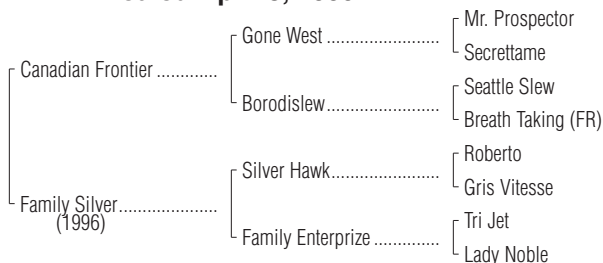 Mr. Prospector
Gone West
Secrettame
Canadian Frontier
Seattle Slew
Borodislew
Breath Taking (FR)
Roberto
Silver Hawk
Gris Vitesse
Family Silver
(1996)
Tri Jet
Family Enterprize
Lady Noble